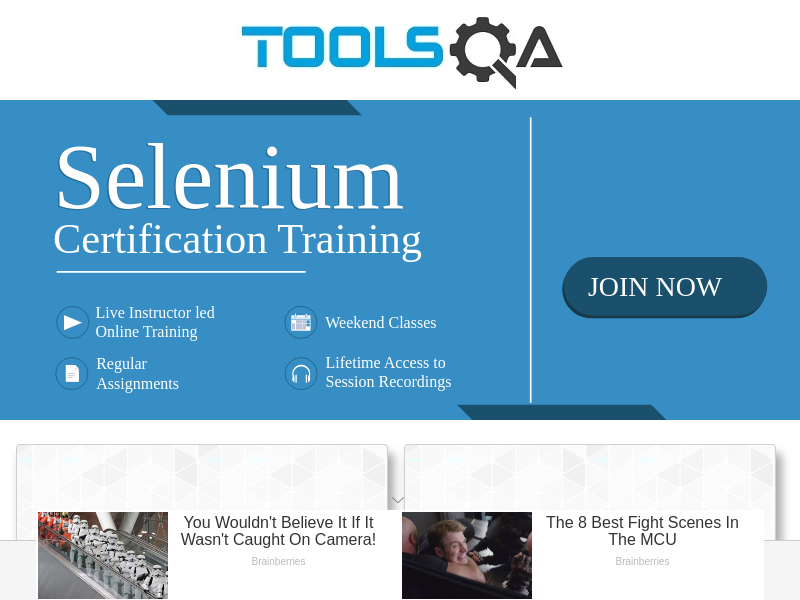 TOOLSQA
Selenium
Certification Training
Live Instructor led
Online Training
Weekend Classes
Regular
Assignments
Lifetime Access to
Session Recordings
JOIN NOW
You Wouldn't Believe It If It
Wasn't Caught On Camera!
Brainberries
The 8 Best Fight Scenes In
The MCU
Brainberries